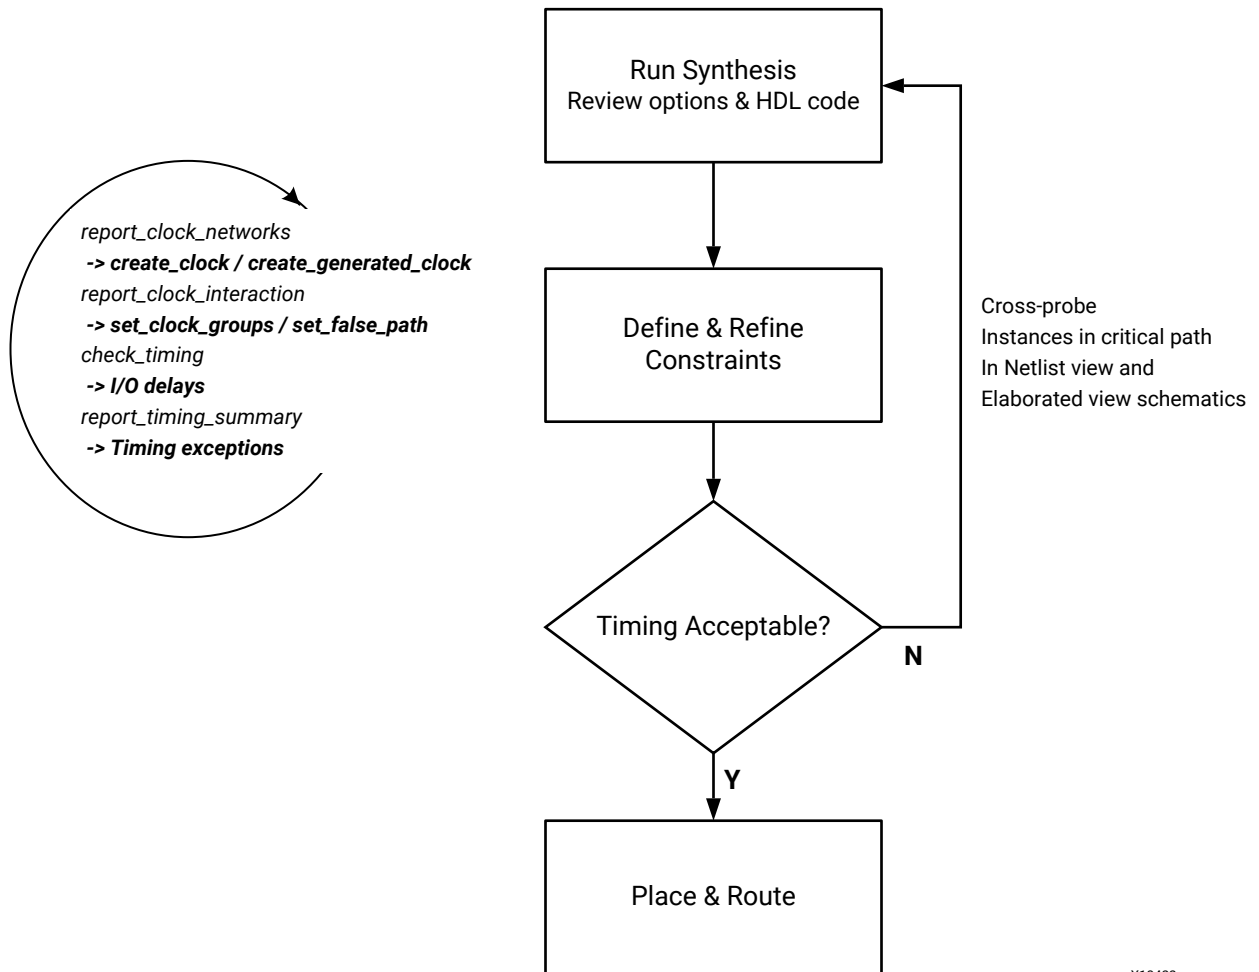 Run Synthesis
Review options & HDL code
report_clock_networks
-> create_clock / create_generated_clock
report_clock_interaction
-> set_clock_groups / set_false_path
check_timing
-> I/O delays
report_timing_summary
-> Timing exceptions
Define & Refine
Constraints
Cross-probe
Instances in critical path
In Netlist view and
Elaborated view schematics
Timing Acceptable?
N
Y
Place & Route